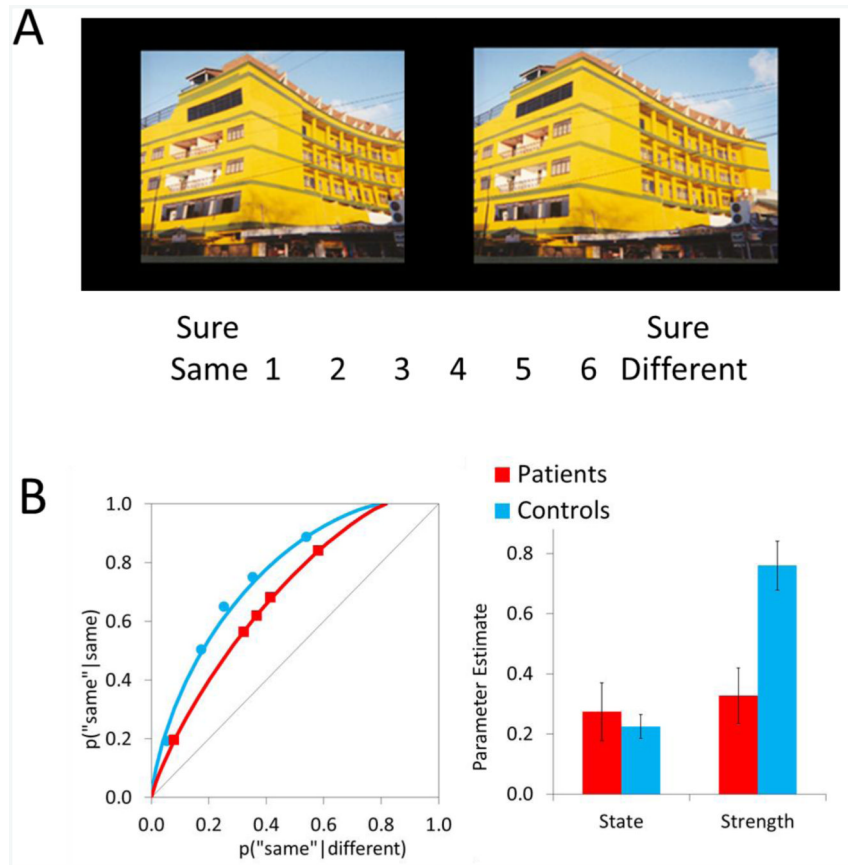 A
Sure Sure
Same 1 2 3 4 5 6 Different
B
Patients
Controls
1.0
0.8
0.6
0.4
0.2
0.0
p("same"|same)
0.0 0.2 0.4 0.6 0.8 1.0
p("same"|different)
0.8
0.6
0.4
0.2
0.0
Parameter Estimate
State Strength